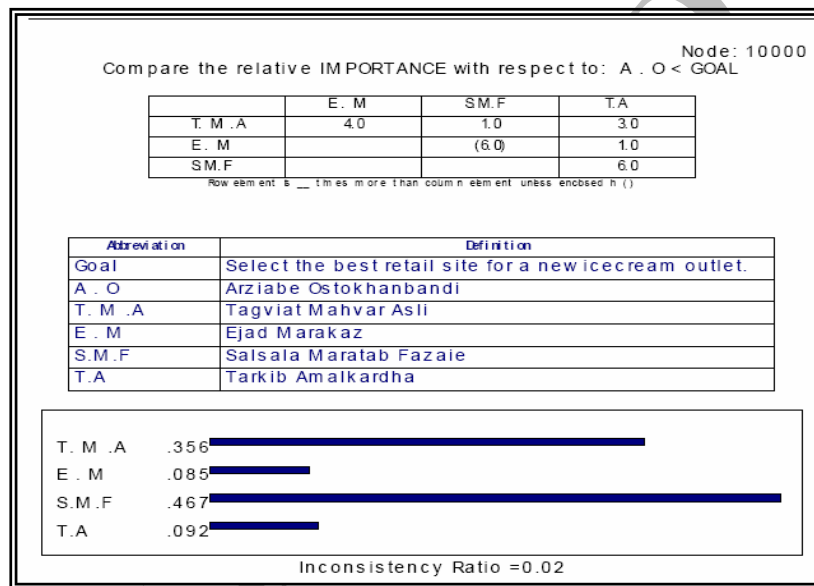 Node: 10000
Compare the relative IMPORTANCE with respect to: A . O < GOAL
E. M S.M.F T.A
T. M .A 4.0 1.0 3.0
E. M (6.0) 1.0
S.M.F 6.0
Row element is __ times more than column element unless enclosed in ()
Abbreviation Definition
Goal Select the best retail site for a new icecream outlet.
A . O Arziabe Ostokhanbandi
T. M .A Tagviat Mahvar Asli
E . M Ejad Marakaz
S.M.F Salsala Maratab Fazaie
T.A Tarkib Amalkardha
T. M .A .356
E . M .085
S.M.F .467
T.A .092
Inconsistency Ratio =0.02